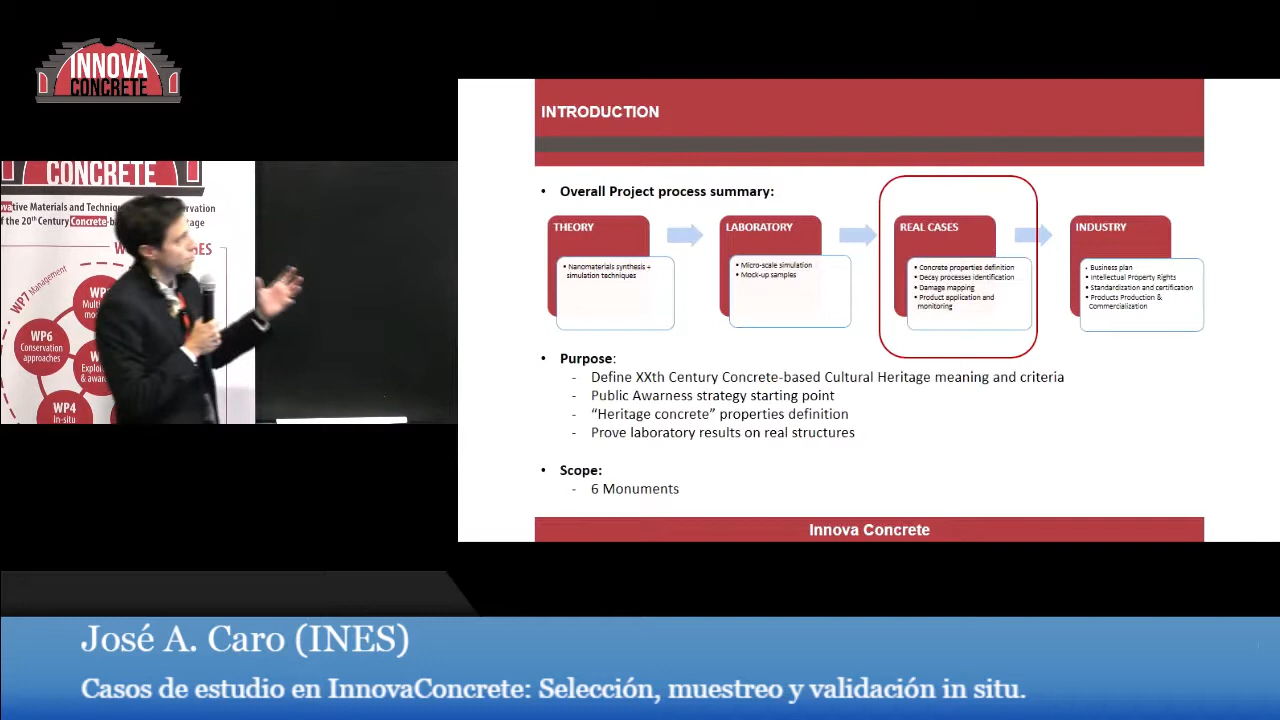 INNOVA
CONCRETE
CONCRETE
Innovative Materials and Techniques
of the 20th Century Concrete-b
WP7 Management
WP6
Conservation
approaches
WP4
In-situ
INTRODUCTION
• Overall Project process summary:
THEORY
• Nanomaterials synthesis +
simulation techniques
LABORATORY
• Micro-scale simulation
• Mock-up samples
REAL CASES
• Concrete properties definition
• Decay processes identification
• Damage mapping
• Product application and
monitoring
INDUSTRY
• Business plan
• Intellectual Property Rights
• Standardization and certification
• Products Production &
Commercialization
• Purpose:
- Define XXth Century Concrete-based Cultural Heritage meaning and criteria
- Public Awarness strategy starting point
- “Heritage concrete” properties definition
- Prove laboratory results on real structures
• Scope:
- 6 Monuments
Innova Concrete
José A. Caro (INES)
Casos de estudio en InnovaConcrete: Selección, muestreo y validación in situ.